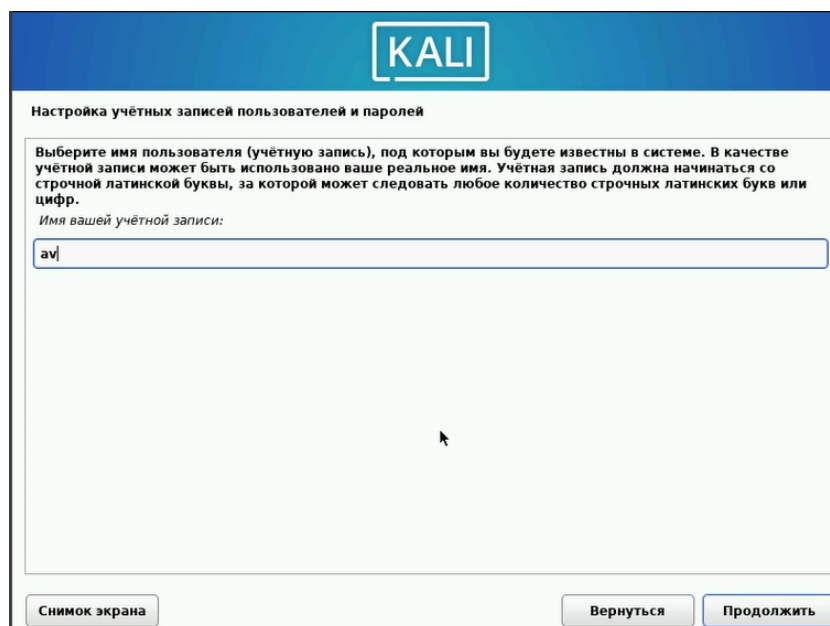 KALI
Настройка учётных записей пользователей и паролей
Выберите имя пользователя (учётную запись), под которым вы будете известны в системе. В качестве
учётной записи может быть использовано ваше реальное имя. Учётная запись должна начинаться со
строчной латинской буквы, за которой может следовать любое количество строчных латинских букв или
цифр.
Имя вашей учётной записи:
av
Снимок экрана Вернуться Продолжить